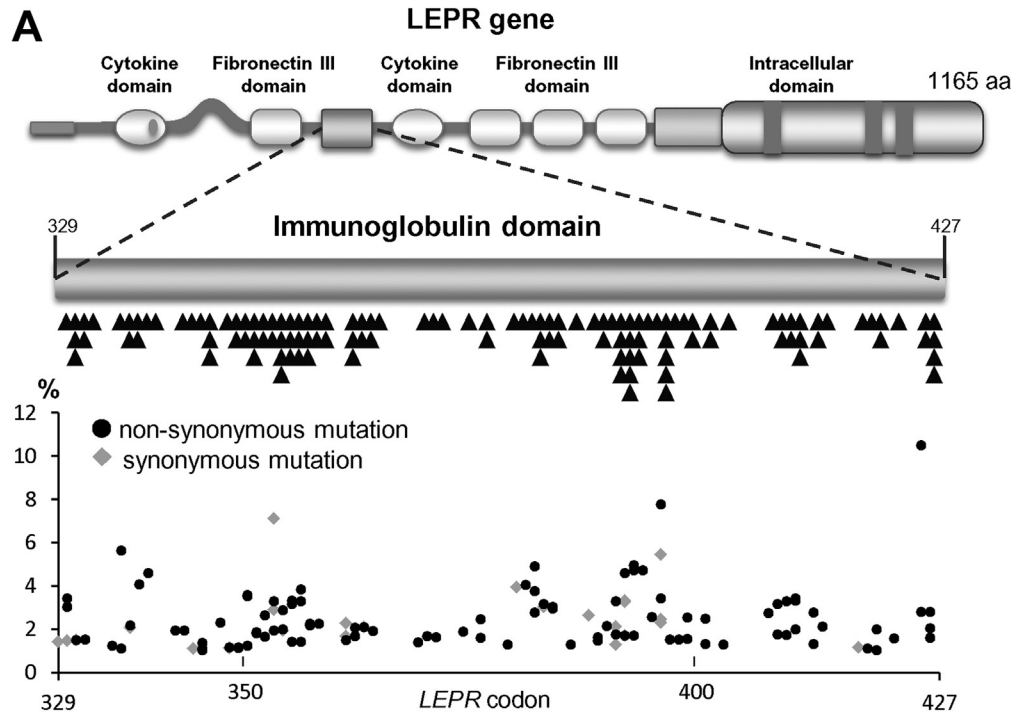 A
LEPR gene
Cytokine domain
Fibronectin III domain
Cytokine domain
Fibronectin III domain
Intracellular domain
1165 aa
329
Immunoglobulin domain
427
%
12
10
8
6
4
2
0
non-synonymous mutation
synonymous mutation
329
350
LEPR codon
400
427